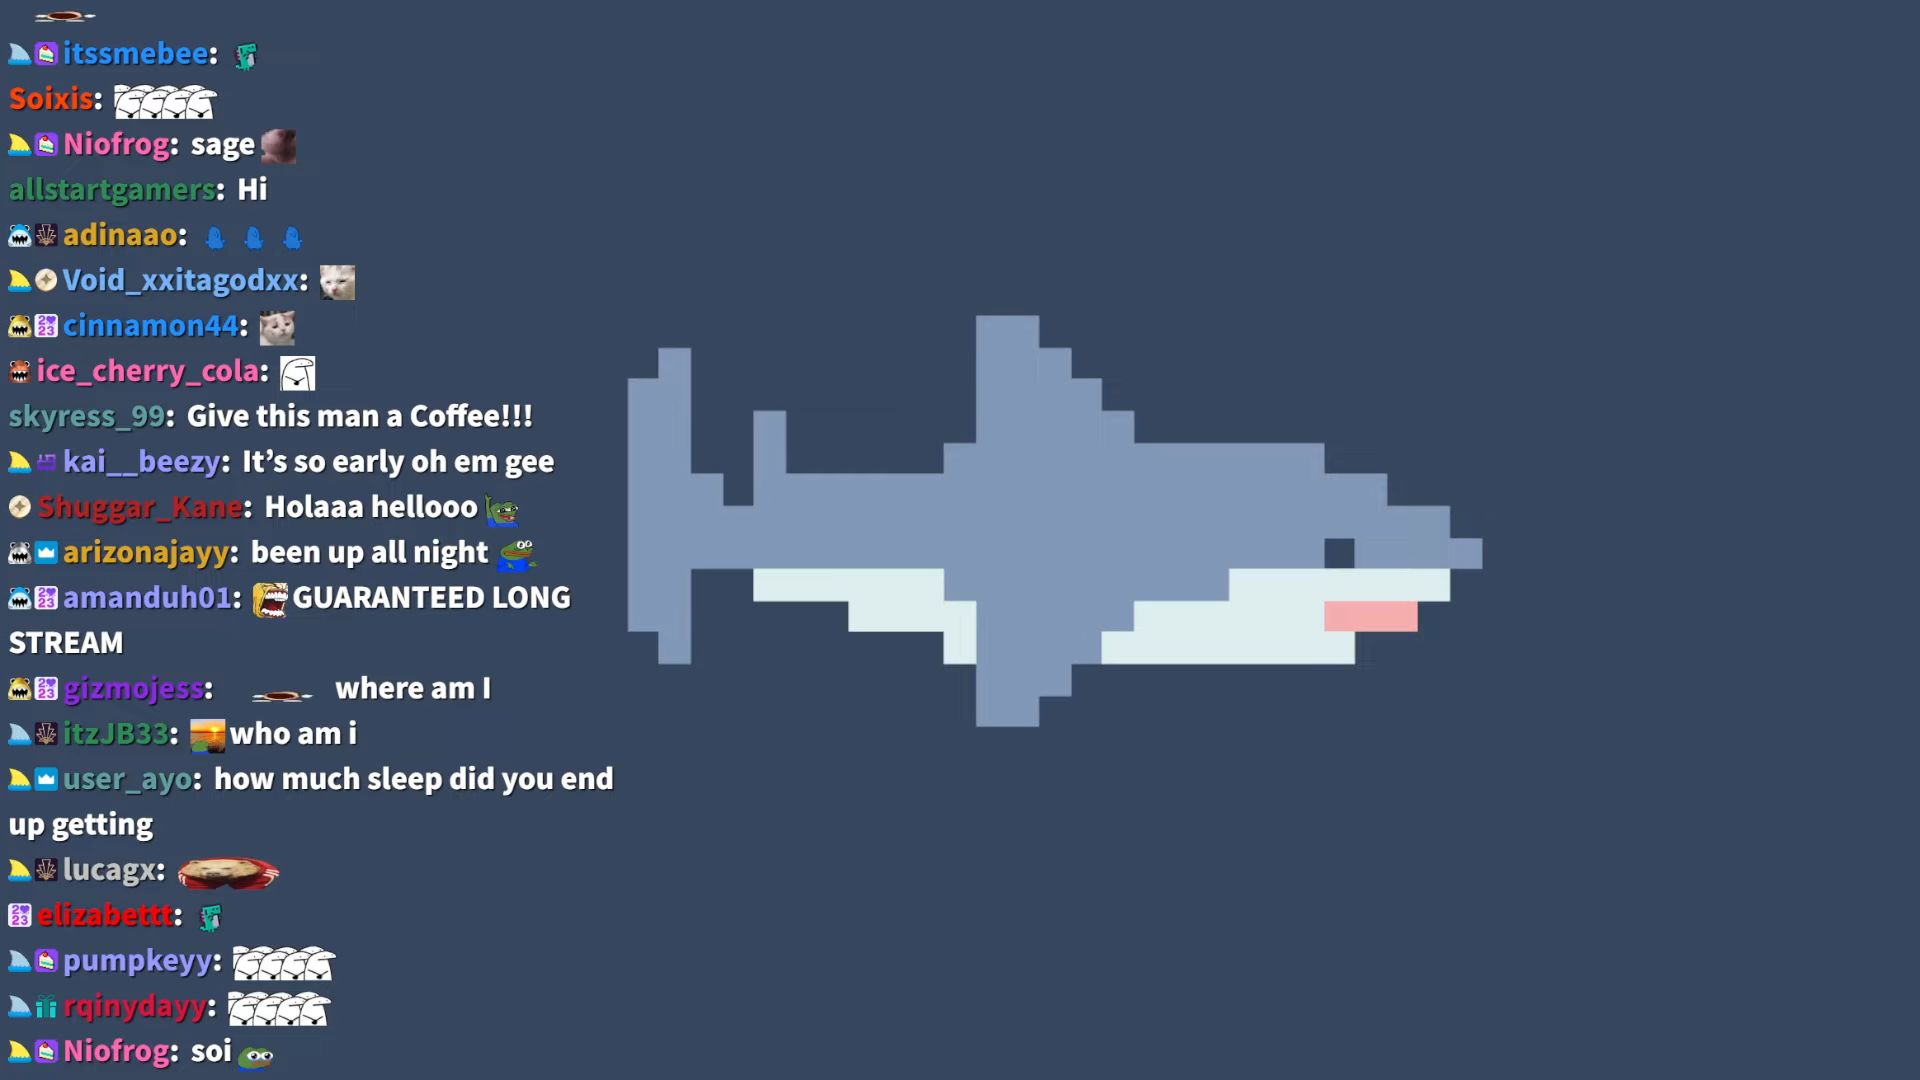 itssmebee:
Soixis:
Niofrog: sage
allstartgamers: Hi
adinaao:
Void_xxitagodxx:
cinnamon44:
ice_cherry_cola:
skyress_99: Give this man a Coffee!!!
kai__beezy: It’s so early oh em gee
Shuggar_Kane: Holaaa hellooo
arizonajayy: been up all night
amanduh01: GUARANTEED LONG
STREAM
gizmojess: where am I
itzJB33: who am i
user_ayo: how much sleep did you end
up getting
lucagx:
elizabettt:
pumpkeyy:
rqinydayy:
Niofrog: soi